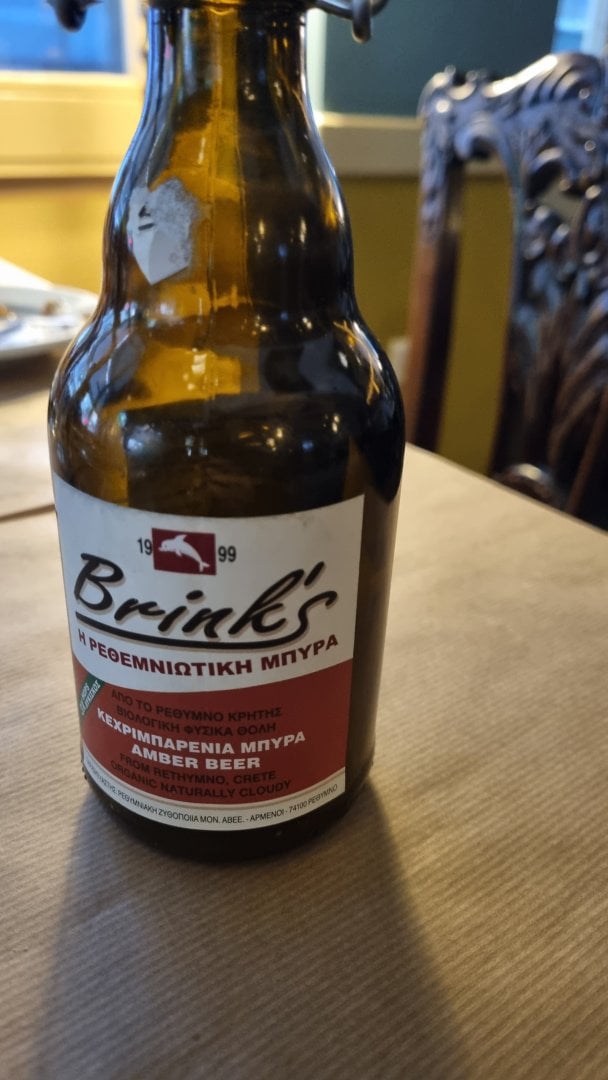 19 99
Brink's
Η ΡΕΘΕΜΝΙΩΤΙΚΗ ΜΠΥΡΑ
ΑΠΟ ΤΟ ΡΕΘΥΜΝΟ ΚΡΗΤΗΣ
ΒΙΟΛΟΓΙΚΗ ΦΥΣΙΚΑ ΘΟΛΗ
ΚΕΧΡΙΜΠΑΡΕΝΙΑ ΜΠΥΡΑ
AMBER BEER
FROM RETHYMNO, CRETE
ORGANIC NATURALLY CLOUDY
ΡΕΘΥΜΝΙΑΚΗ ΖΥΘΟΠΟΙΙΑ ΜΟΝ. ΑΒΕΕ. - ΑΡΜΕΝΟΙ - 74100 ΡΕΘΥΜΝΟ